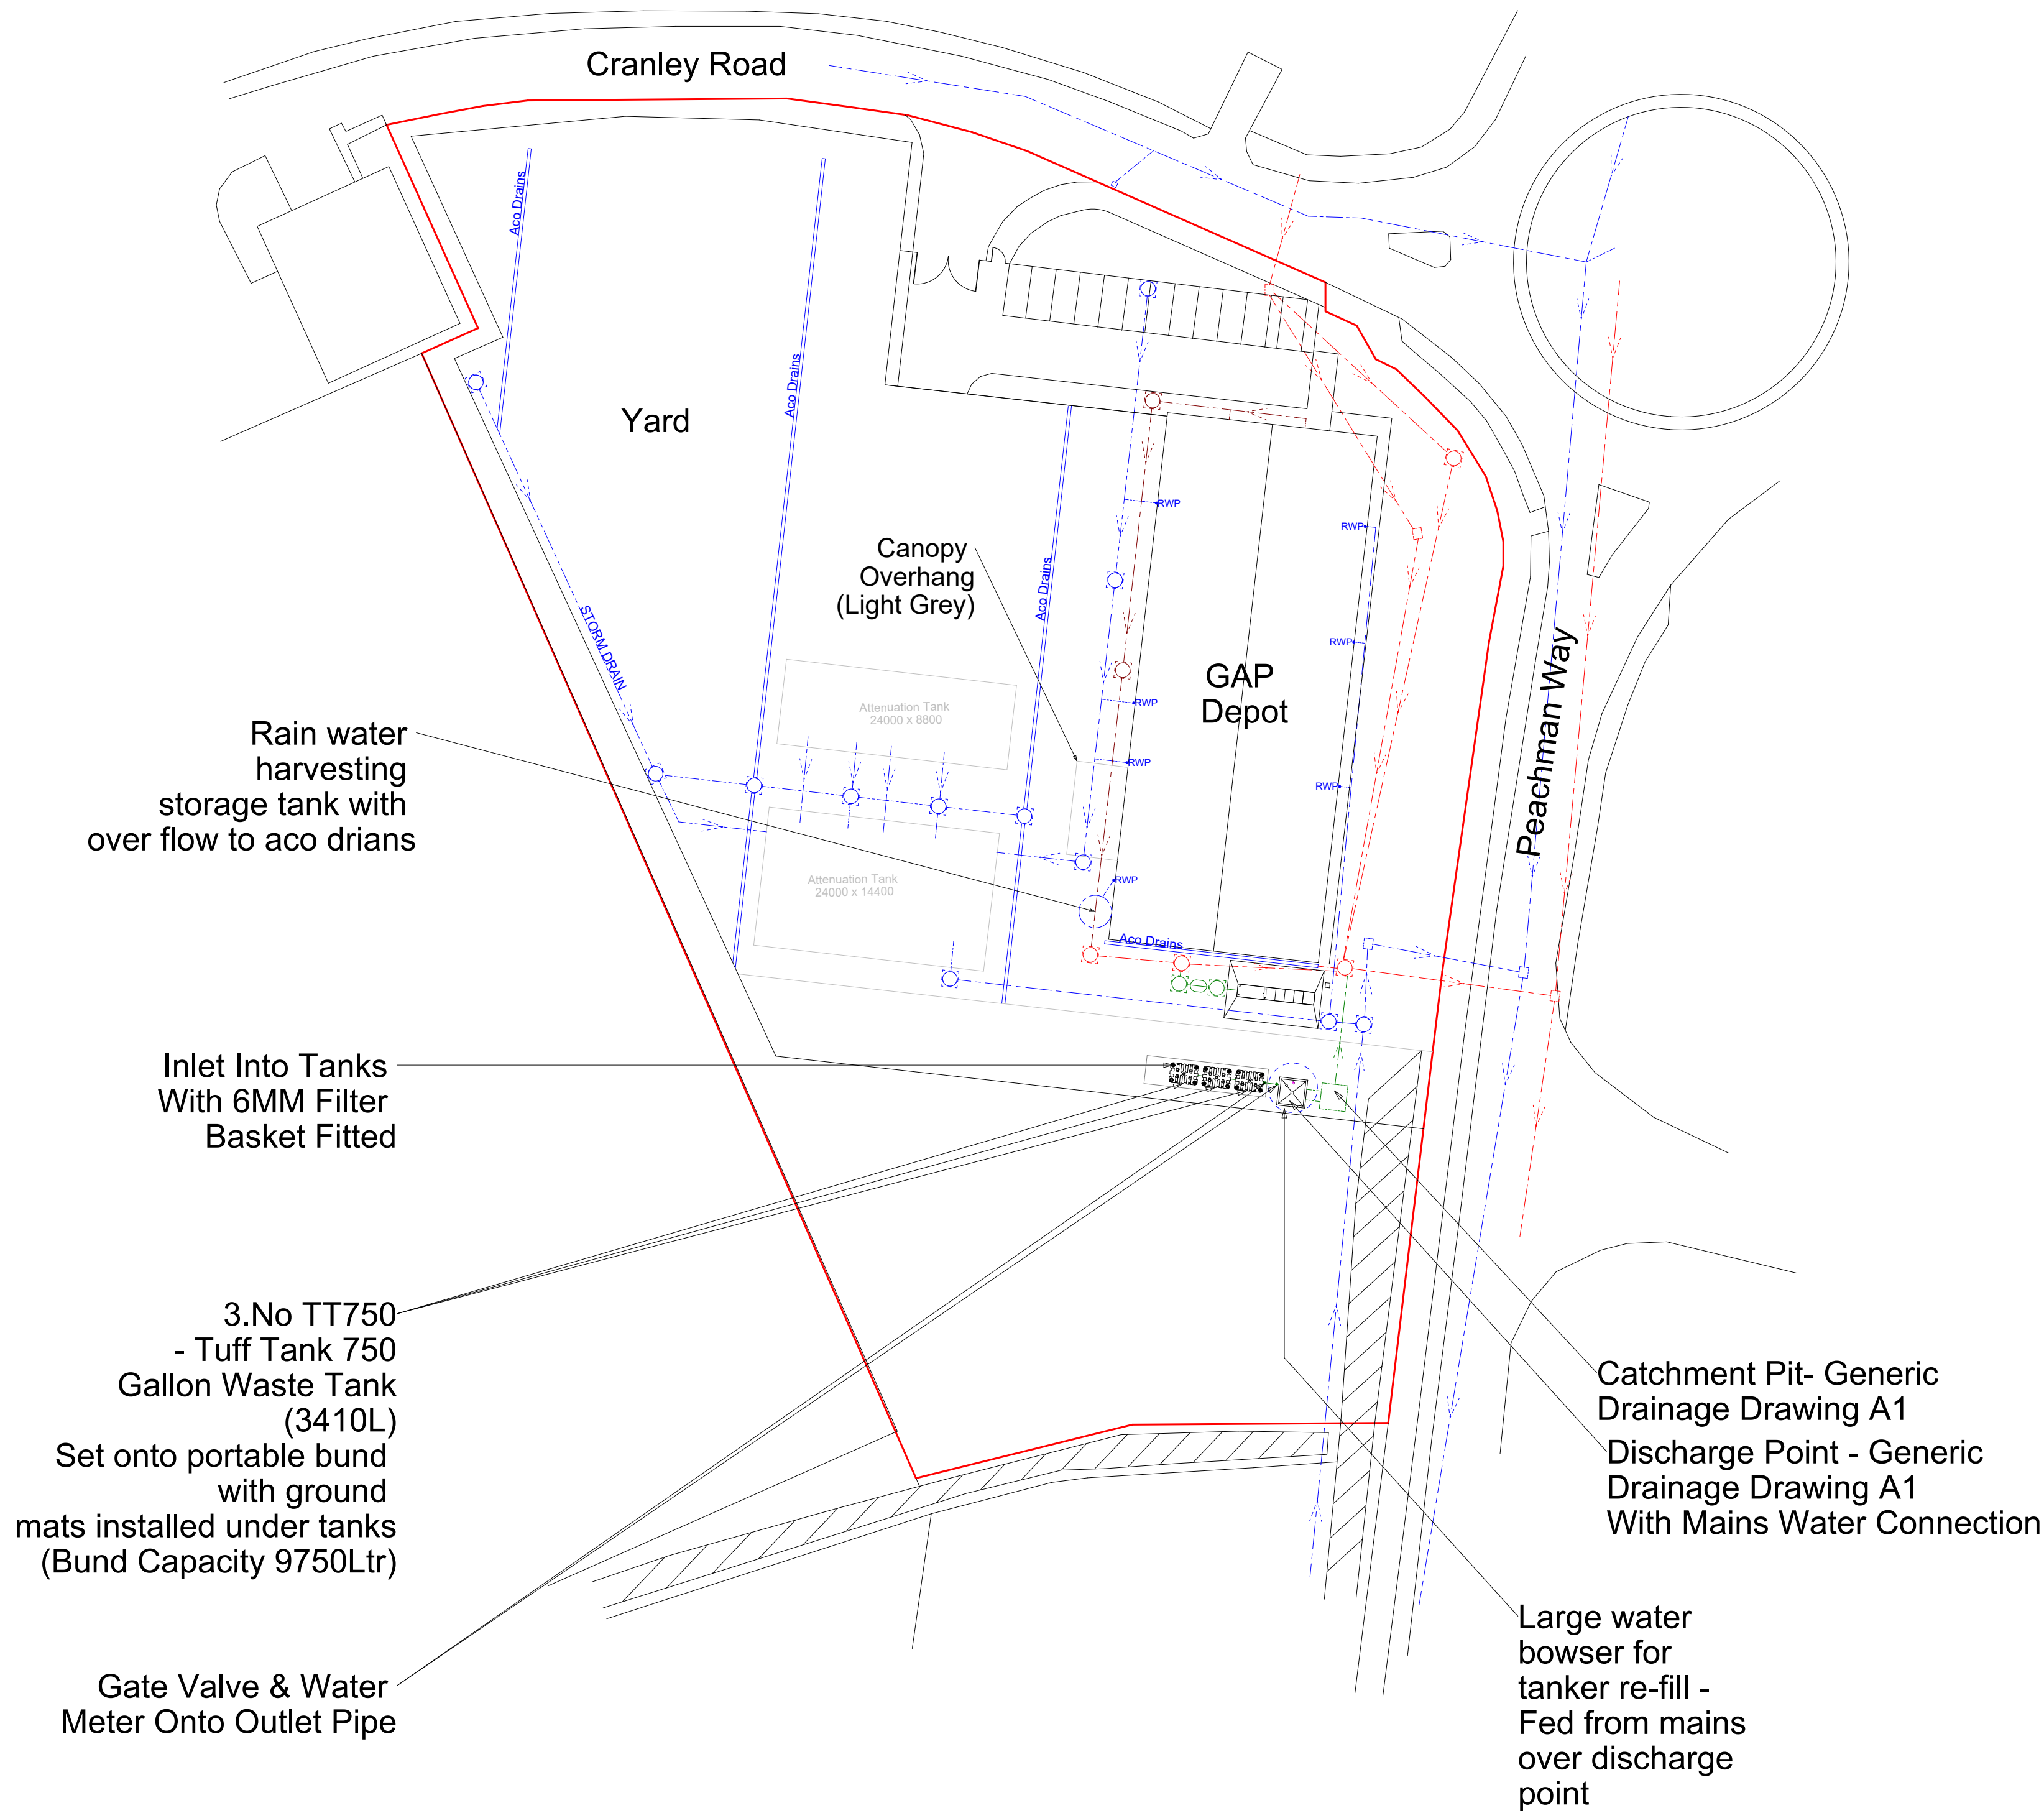 Cranley Road
Aco Drains
Aco Drains
Yard
RWP
RWP
Canopy
Overhang
(Light Grey)
Aco Drains
STORM DRAIN
RWP
GAP
Depot
Peachman Way
Attenuation Tank
24000 x 8800
RWP
Rain water
harvesting
storage tank with
over flow to aco drians
RWP
RWP
Attenuation Tank
24000 x 14400
RWP
Aco Drains
Inlet Into Tanks
With 6MM Filter
Basket Fitted
3.No TT750
- Tuff Tank 750
Gallon Waste Tank
(3410L)
Set onto portable bund
with ground
mats installed under tanks
(Bund Capacity 9750Ltr)
Gate Valve & Water
Meter Onto Outlet Pipe
Catchment Pit- Generic
Drainage Drawing A1
Discharge Point - Generic
Drainage Drawing A1
With Mains Water Connection
Large water
bowser for
tanker re-fill -
Fed from mains
over discharge
point